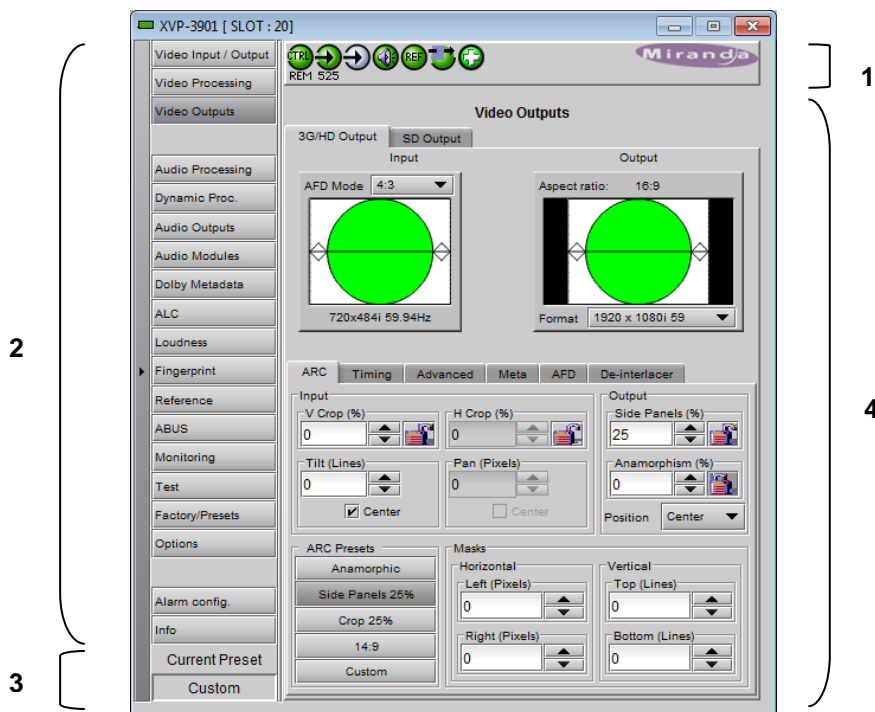 XVP-3901 [ SLOT : 20]
Video Input / Output
Video Processing
Video Outputs
Audio Processing
Dynamic Proc.
Audio Outputs
Audio Modules
Dolby Metadata
ALC
Loudness
Fingerprint
Reference
ABUS
Monitoring
Test
Factory/Presets
Options
Alarm config.
Info
Current Preset
Custom
CTRL REF
REM 525
Miranda
Video Outputs
3G/HD Output SD Output
Input Output
AFD Mode 4:3
720x484i 59.94Hz
Aspect ratio: 16:9
Format 1920 x 1080i 59
ARC Timing Advanced Meta AFD De-interlacer
Input
V Crop (%) H Crop (%)
0 0
Tilt (Lines) Pan (Pixels)
0 0
Center Center
Output
Side Panels (%)
25
Anamorphism (%)
0
Position Center
ARC Presets
Anamorphic
Side Panels 25%
Crop 25%
14:9
Custom
Masks
Horizontal
Left (Pixels)
0
Right (Pixels)
0
Vertical
Top (Lines)
0
Bottom (Lines)
0
1
2
3
4